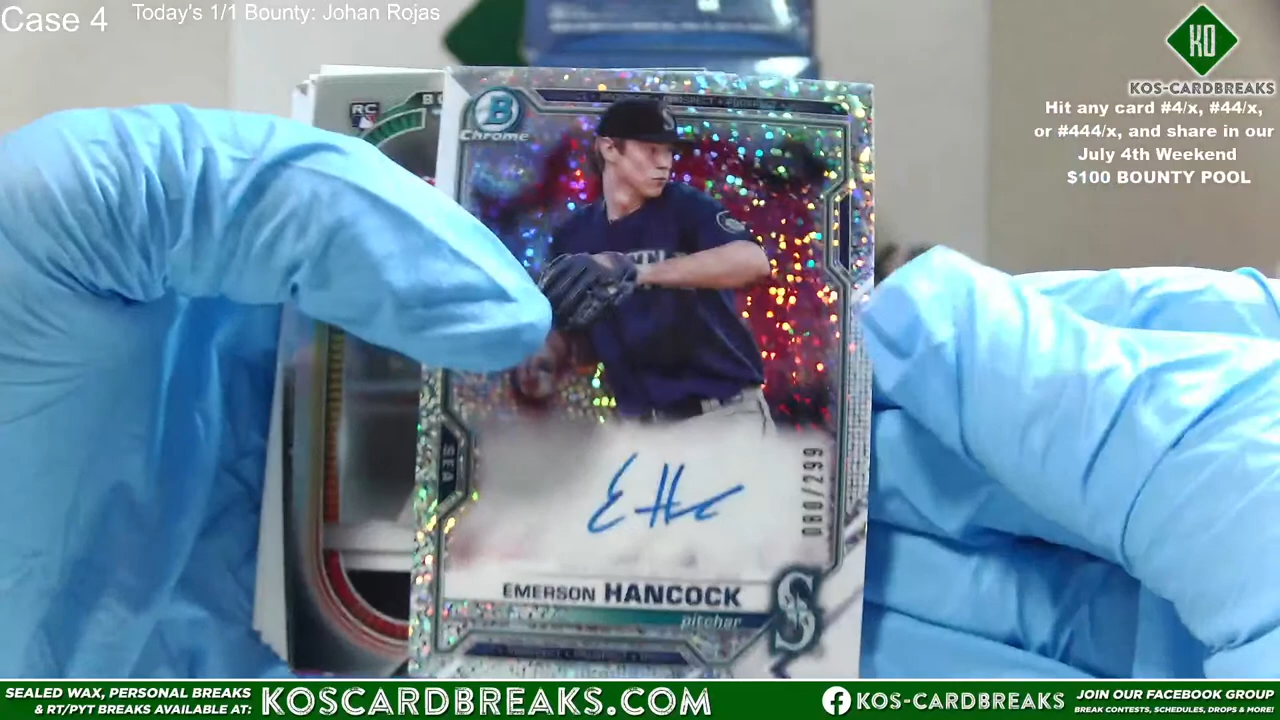 Case 4
Today's 1/1 Bounty: Johan Rojas
KO
KOS-CARDBREAKS
Hit any card #4/x, #44/x,
or #444/x, and share in our
July 4th Weekend
$100 BOUNTY POOL
RC
B
Chrome
SEA
080/299
EMERSON HANCOCK
pitcher
S
SEALED WAX, PERSONAL BREAKS
& RT/PYT BREAKS AVAILABLE AT:
KOSCARDBREAKS.COM
KOS-CARDBREAKS
JOIN OUR FACEBOOK GROUP
BREAK CONTESTS, SCHEDULES, DROPS & MORE!